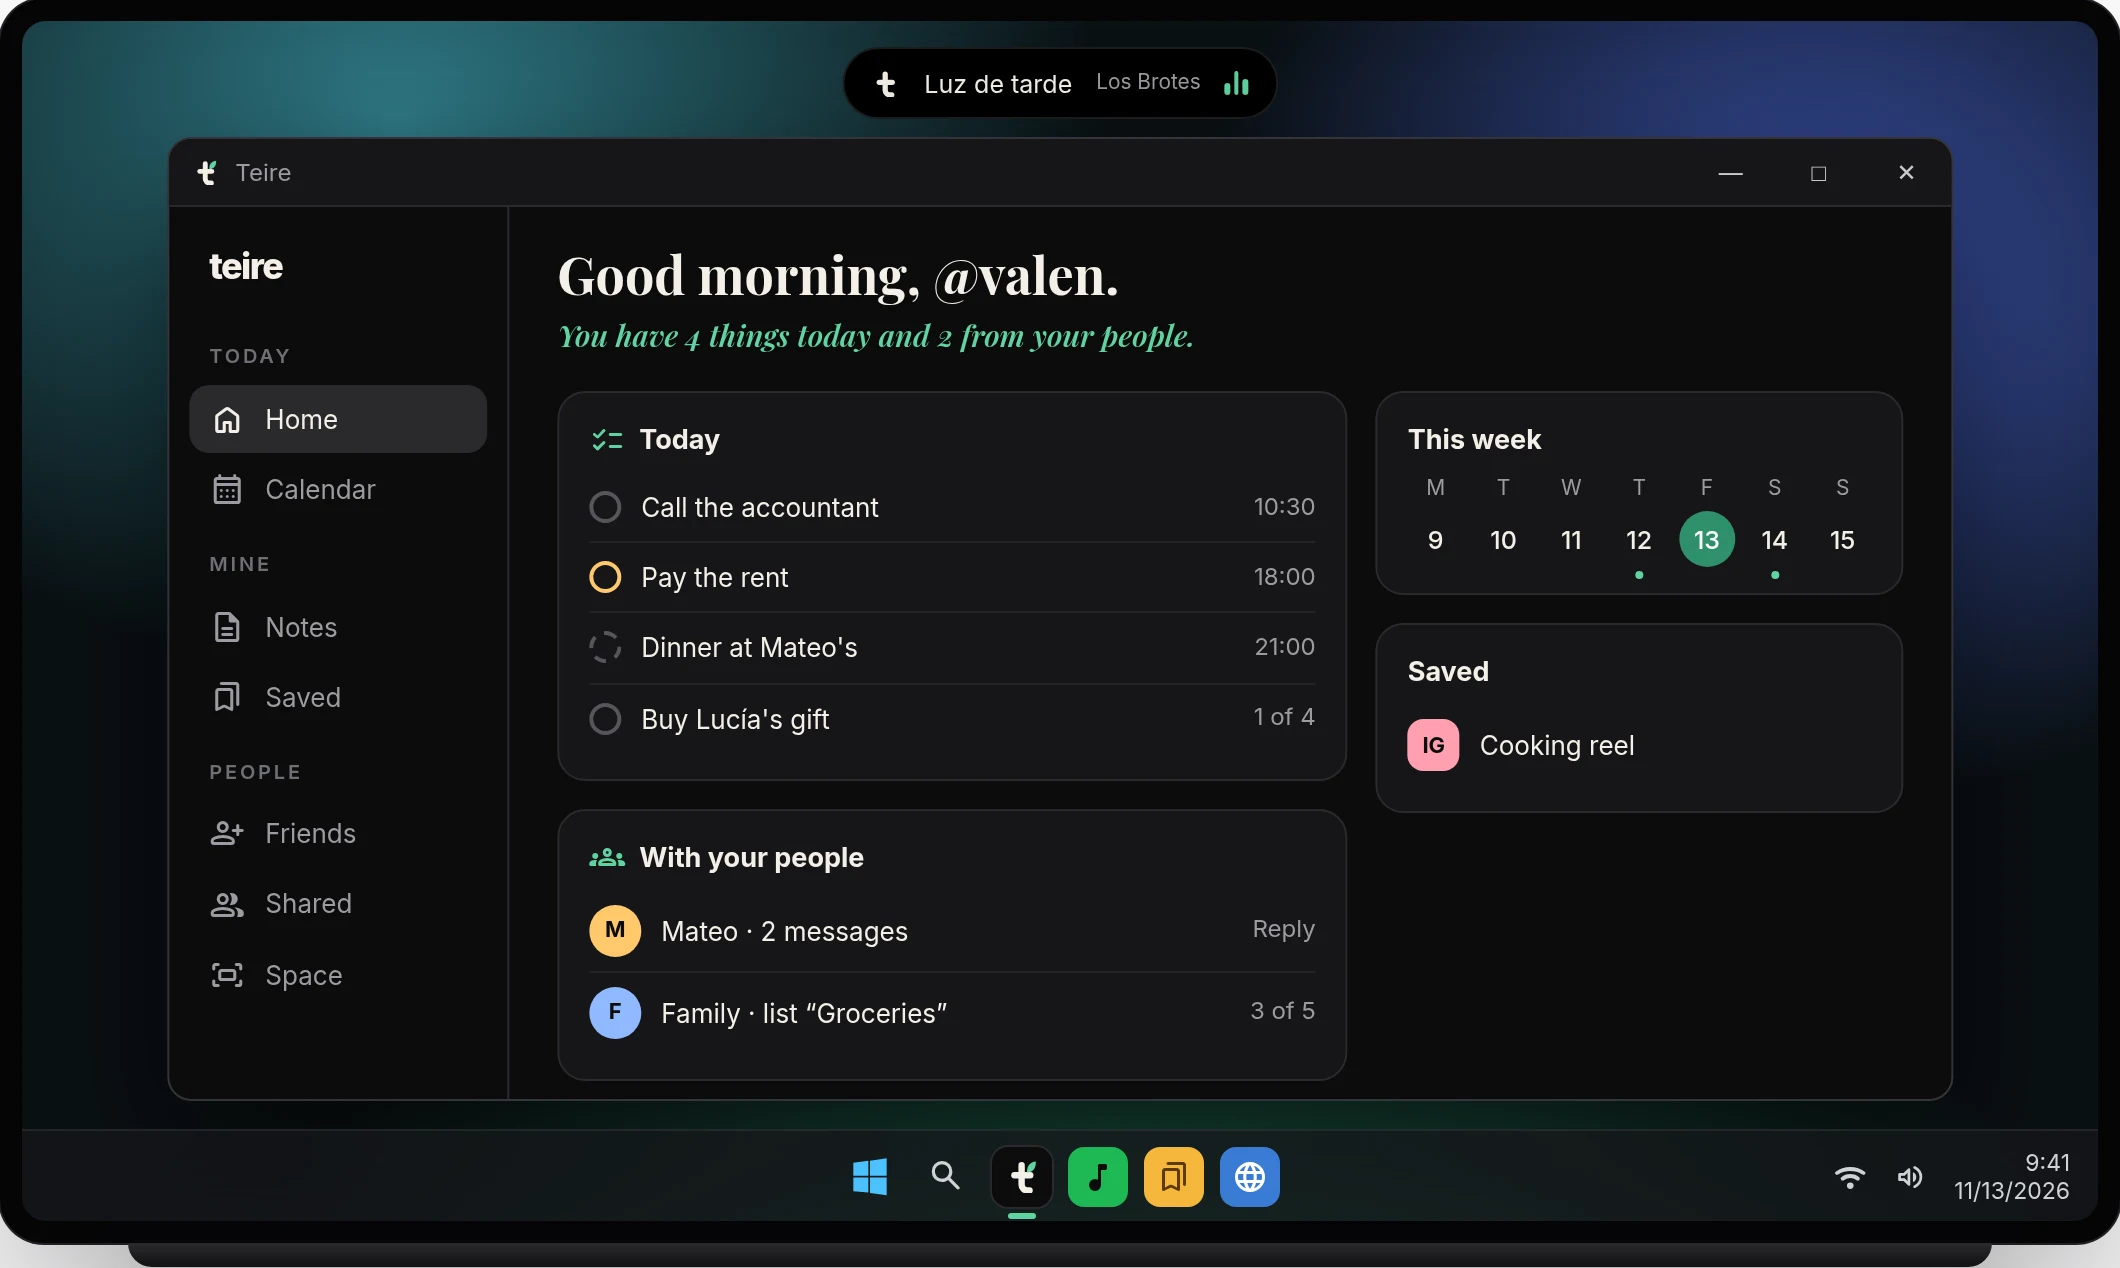 Luz de tarde Los Brotes
Teire
teire
TODAY
Home
Calendar
MINE
Notes
Saved
PEOPLE
Friends
Shared
Space
Good morning, @valen.
You have 4 things today and 2 from your people.
Today
Call the accountant 10:30
Pay the rent 18:00
Dinner at Mateo's 21:00
Buy Lucía's gift 1 of 4
With your people
M Mateo · 2 messages Reply
F Family · list “Groceries” 3 of 5
This week
M T W T F S S
9 10 11 12 13 14 15
Saved
IG Cooking reel
9:41
11/13/2026